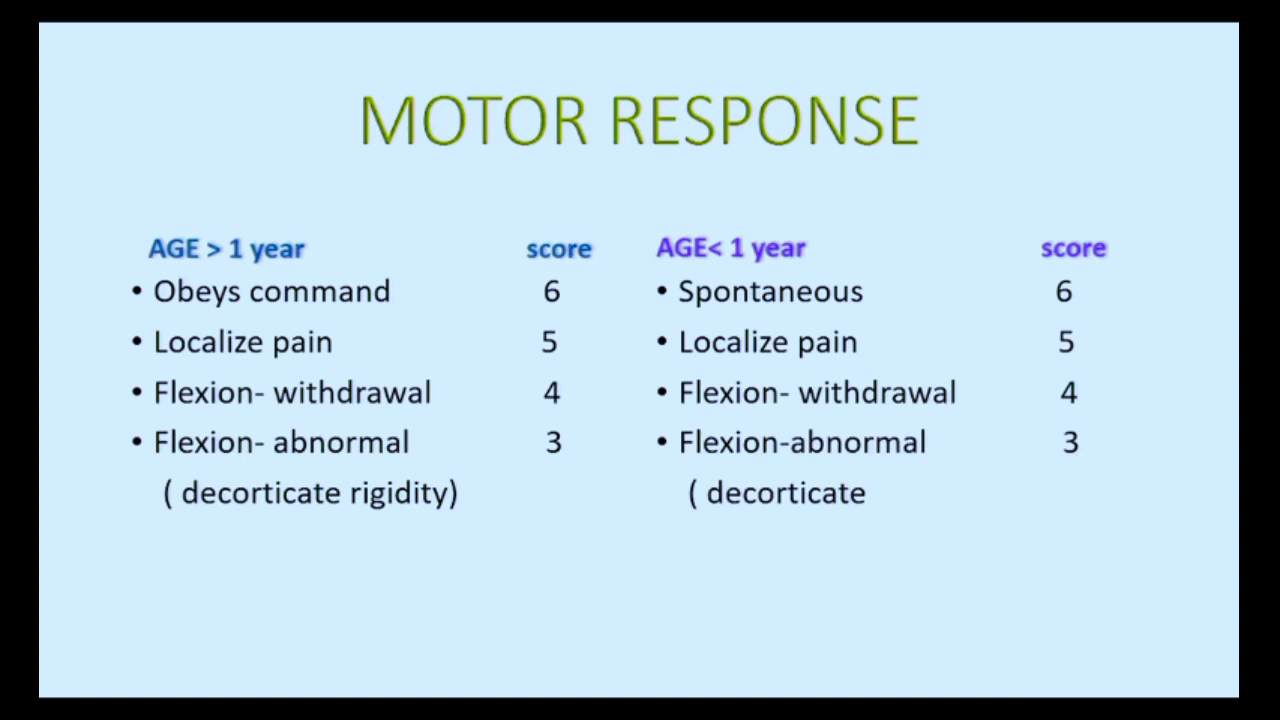 MOTOR RESPONSE
AGE > 1 year score
• Obeys command 6
• Localize pain 5
• Flexion- withdrawal 4
• Flexion- abnormal 3
( decorticate rigidity)
AGE< 1 year score
• Spontaneous 6
• Localize pain 5
• Flexion- withdrawal 4
• Flexion-abnormal 3
( decorticate